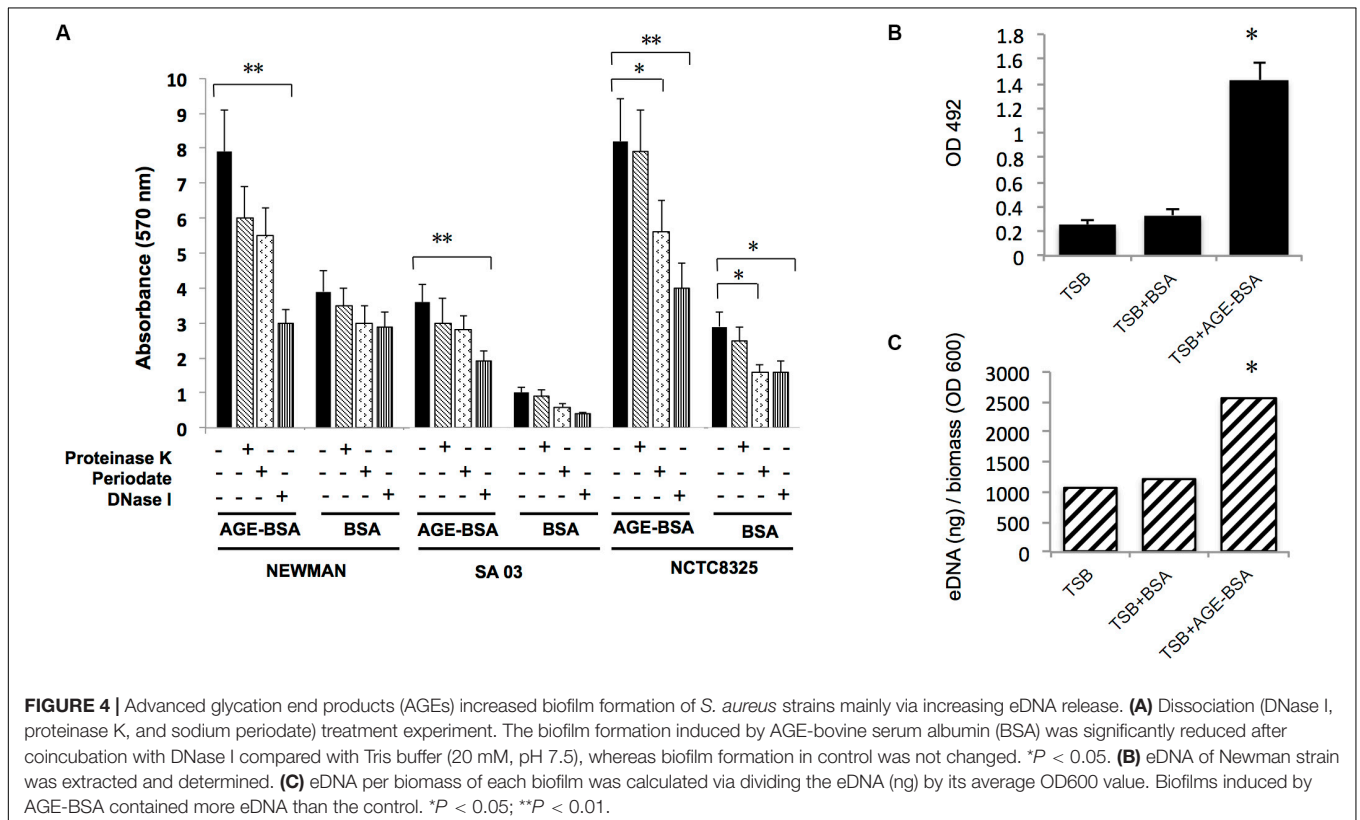 A
**
**
**
*
*
*
10
9
8
7
6
5
4
3
2
1
0
Absorbance (570 nm)
Proteinase K - + - - - + - - - + - - - + - - - + - - - + - -
Periodate - - + - - - + - - - + - - - + - - - + - - - + -
DNase I - - - + - - - + - - - + - - - + - - - + - - - +
AGE-BSA BSA AGE-BSA BSA AGE-BSA BSA
NEWMAN SA 03 NCTC8325
B
*
1.8
1.6
1.4
1.2
1
0.8
0.6
0.4
0.2
0
OD 492
TSB
TSB+BSA
TSB+AGE-BSA
C
*
3000
2500
2000
1500
1000
500
0
eDNA (ng) / biomass (OD 600)
TSB
TSB+BSA
TSB+AGE-BSA
FIGURE 4 | Advanced glycation end products (AGEs) increased biofilm formation of S. aureus strains mainly via increasing eDNA release. (A) Dissociation (DNase I,
proteinase K, and sodium periodate) treatment experiment. The biofilm formation induced by AGE-bovine serum albumin (BSA) was significantly reduced after
coincubation with DNase I compared with Tris buffer (20 mM, pH 7.5), whereas biofilm formation in control was not changed. *P < 0.05. (B) eDNA of Newman strain
was extracted and determined. (C) eDNA per biomass of each biofilm was calculated via dividing the eDNA (ng) by its average OD600 value. Biofilms induced by
AGE-BSA contained more eDNA than the control. *P < 0.05; **P < 0.01.